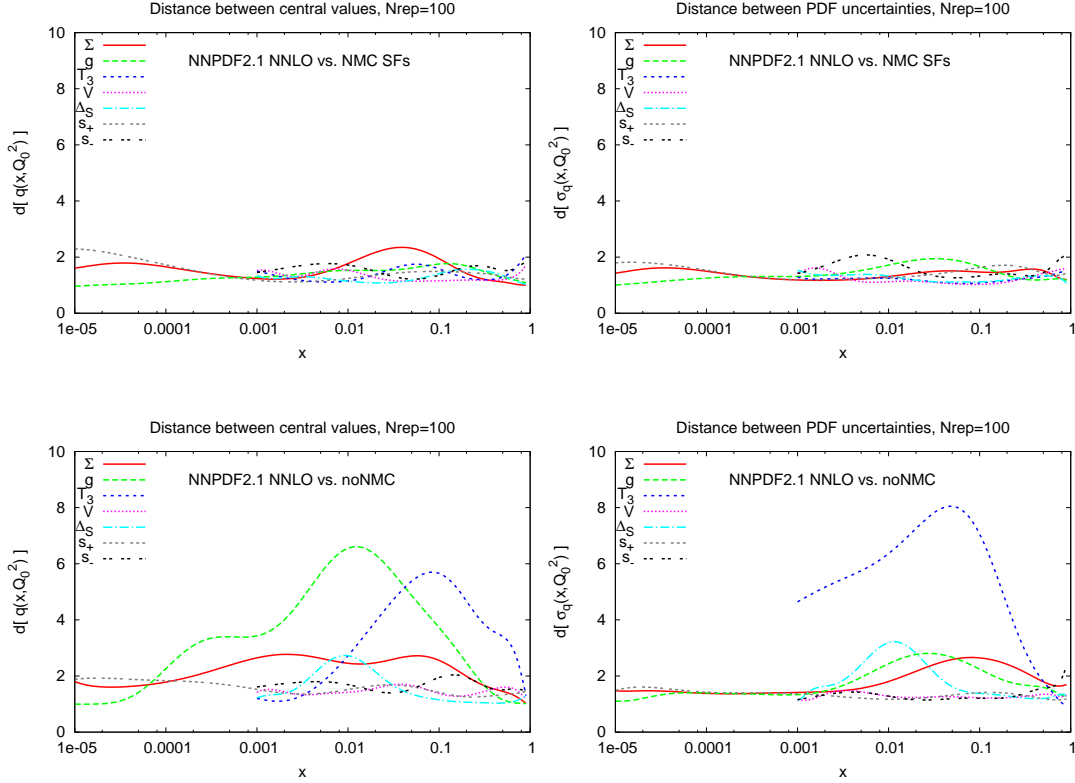 Distance between central values, Nrep=100
NNPDF2.1 NNLO vs. NMC SFs
Σ
g
T3
V
ΔS
s+
s-
d[ q(x,Q0^2) ]
0
2
4
6
8
10
1e-05
0.0001
0.001
0.01
0.1
1
x
Distance between PDF uncertainties, Nrep=100
NNPDF2.1 NNLO vs. NMC SFs
Σ
g
T3
V
ΔS
s+
s-
d[ σq(x,Q0^2) ]
0
2
4
6
8
10
1e-05
0.0001
0.001
0.01
0.1
1
x
Distance between central values, Nrep=100
NNPDF2.1 NNLO vs. noNMC
Σ
g
T3
V
ΔS
s+
s-
d[ q(x,Q0^2) ]
0
2
4
6
8
10
1e-05
0.0001
0.001
0.01
0.1
1
x
Distance between PDF uncertainties, Nrep=100
NNPDF2.1 NNLO vs. noNMC
Σ
g
T3
V
ΔS
s+
s-
d[ σq(x,Q0^2) ]
0
2
4
6
8
10
1e-05
0.0001
0.001
0.01
0.1
1
x